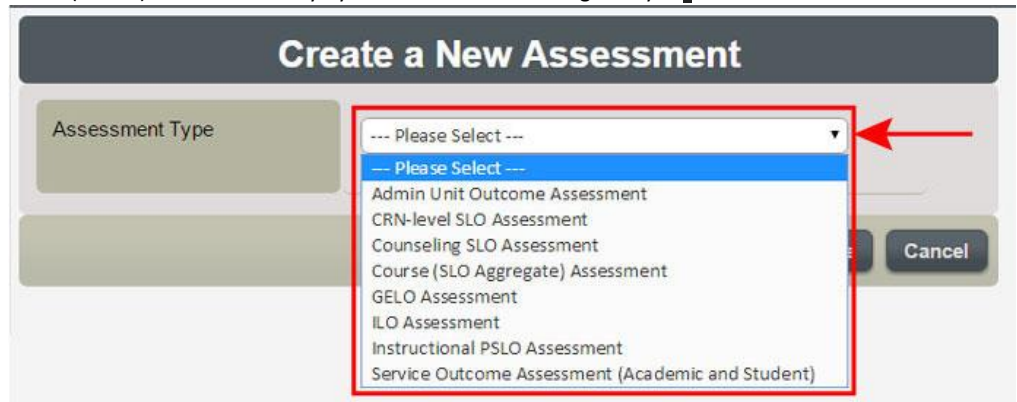 Create a New Assessment
Assessment Type
--- Please Select ---
--- Please Select ---
Admin Unit Outcome Assessment
CRN-level SLO Assessment
Counseling SLO Assessment
Course (SLO Aggregate) Assessment
GELO Assessment
ILO Assessment
Instructional PSLO Assessment
Service Outcome Assessment (Academic and Student)
Cancel